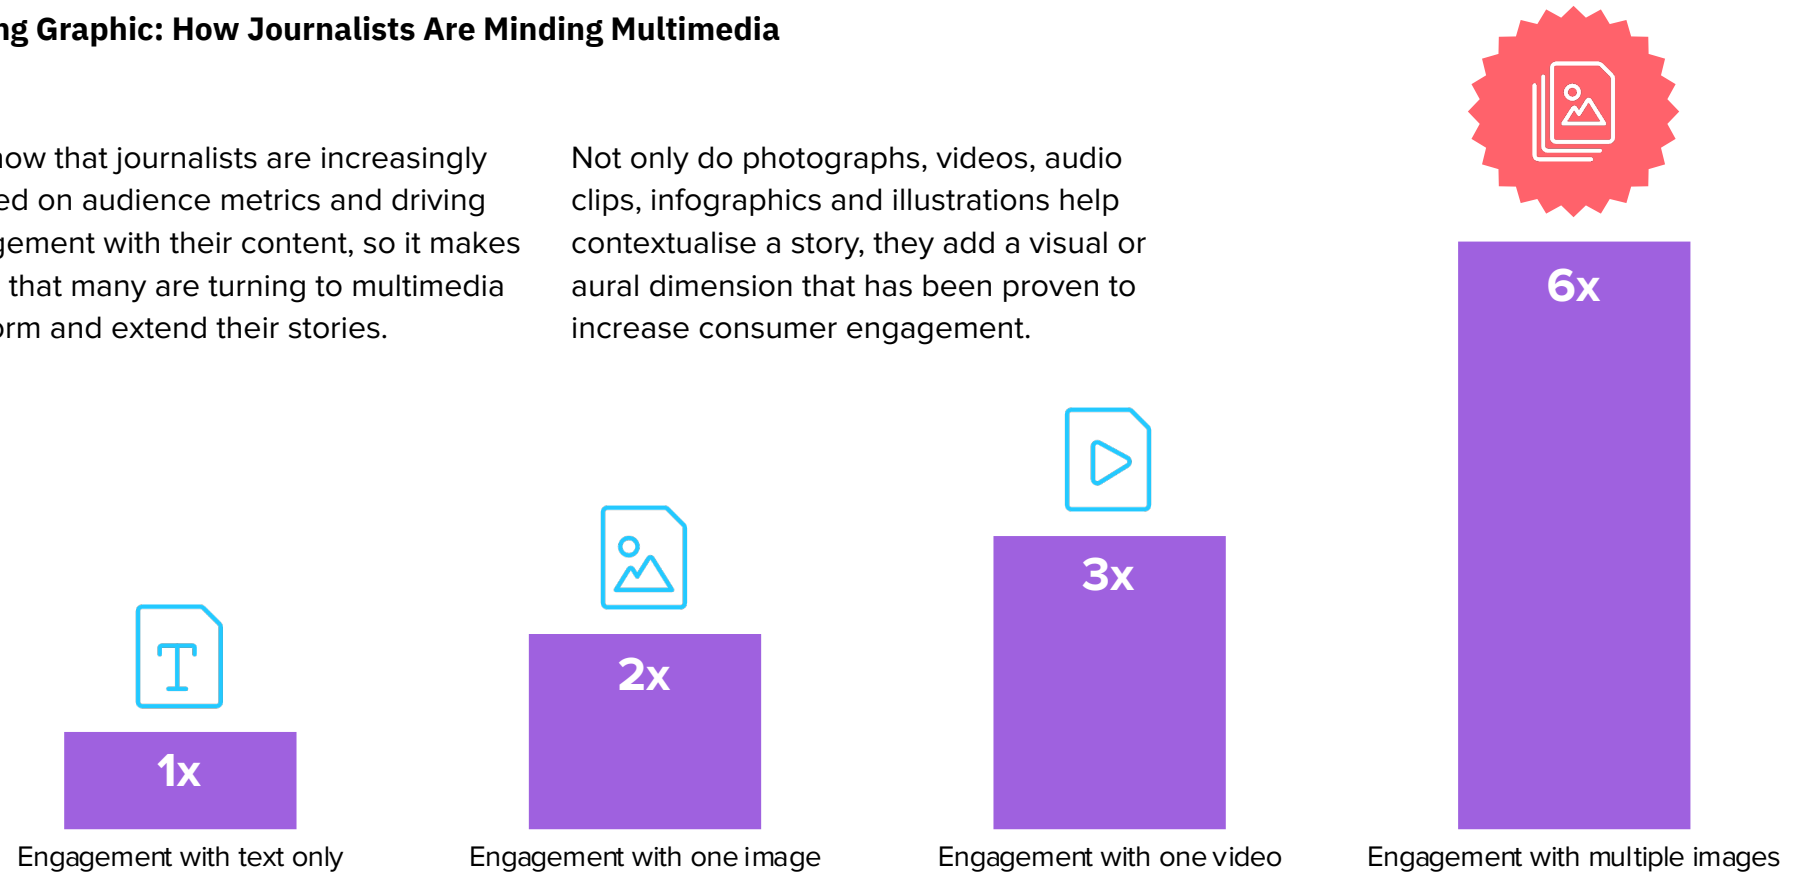 ng Graphic: How Journalists Are Minding Multimedia
now that journalists are increasingly
ed on audience metrics and driving
gement with their content, so it makes
that many are turning to multimedia
orm and extend their stories.
Not only do photographs, videos, audio
clips, infographics and illustrations help
contextualise a story, they add a visual or
aural dimension that has been proven to
increase consumer engagement.
6x
3x
2x
T
1x
Engagement with text only
Engagement with one image
Engagement with one video
Engagement with multiple images